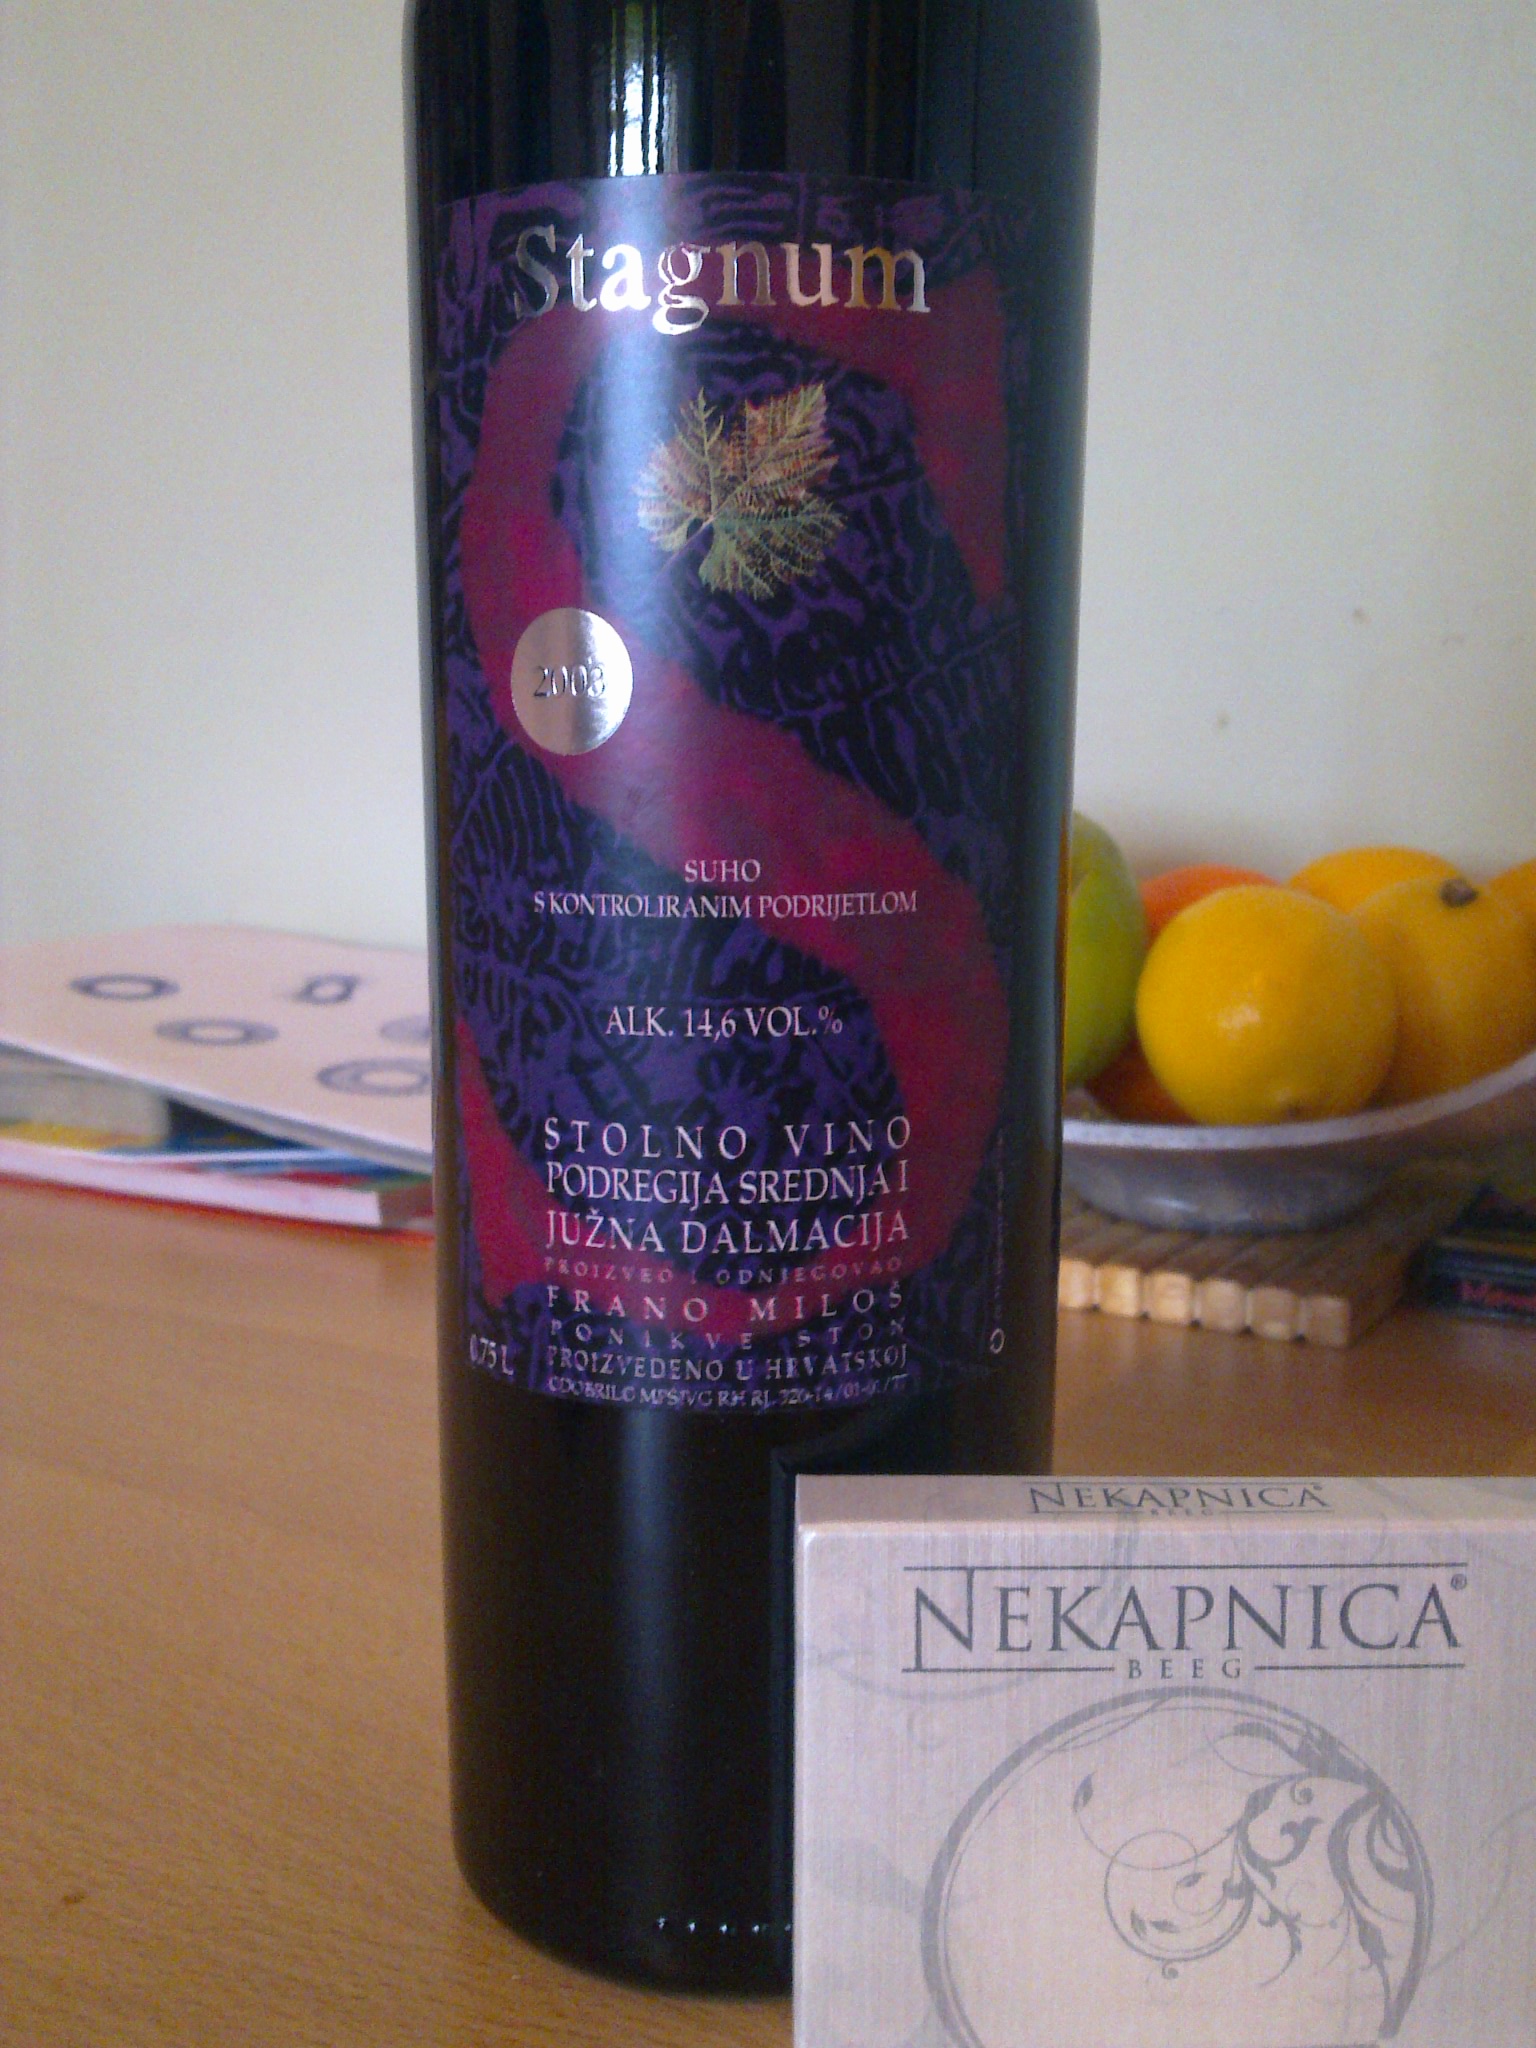 Stagnum
2003
SUHO
S KONTROLIRANIM PODRIJETLOM
ALK. 14,6 VOL.%
STOLNO VINO
PODREGIJA SREDNJA I
JUŽNA DALMACIJA
PROIZVEO I ODNJEGOVAO
FRANO MILOŠ
PONIKVE STON
0,75 L
PROIZVEDENO U HRVATSKOJ
NEKAPNICA®
BEEG
NEKAPNICA®
BEEG